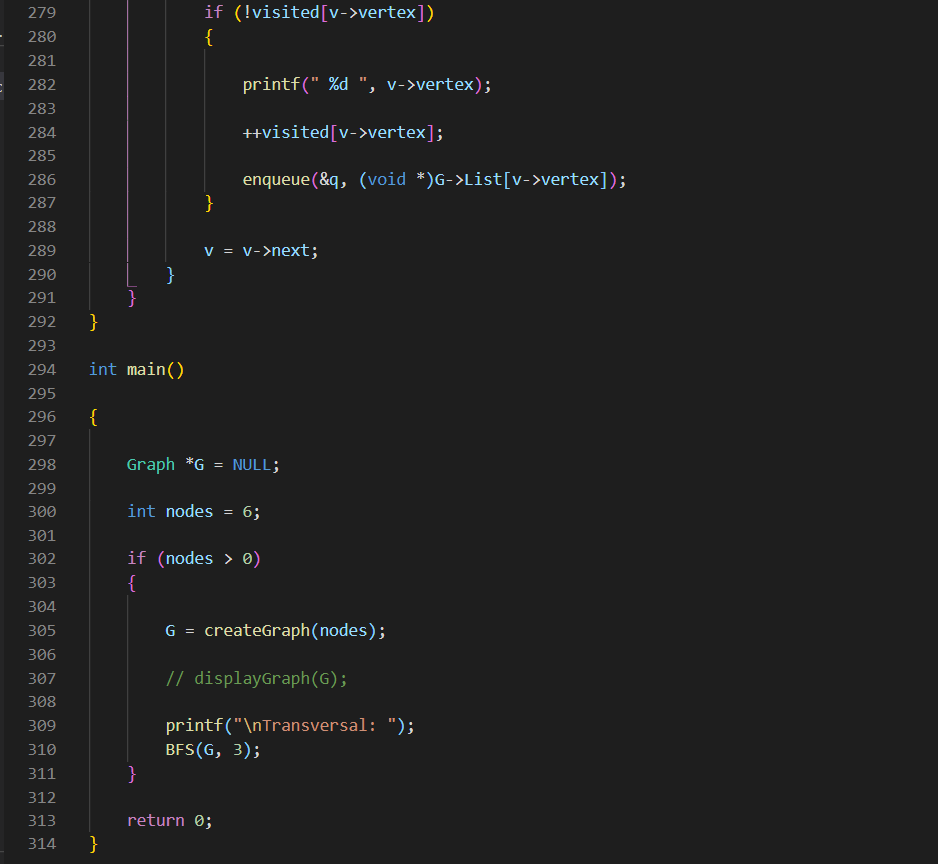 279 if (!visited[v->vertex])
280 {
281
282 printf(" %d ", v->vertex);
283
284 ++visited[v->vertex];
285
286 enqueue(&q, (void *)G->List[v->vertex]);
287 }
288
289 v = v->next;
290 }
291 }
292 }
293
294 int main()
295
296 {
297
298 Graph *G = NULL;
299
300 int nodes = 6;
301
302 if (nodes > 0)
303 {
304
305 G = createGraph(nodes);
306
307 // displayGraph(G);
308
309 printf("\nTransversal: ");
310 BFS(G, 3);
311 }
312
313 return 0;
314 }